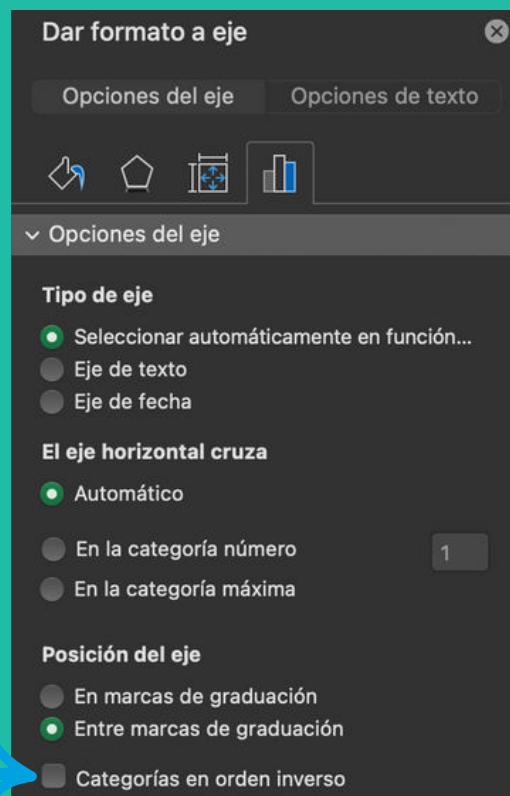 Dar formato a eje
Opciones del eje
Opciones de texto
Opciones del eje
Tipo de eje
Seleccionar automáticamente en función...
Eje de texto
Eje de fecha
El eje horizontal cruza
Automático
En la categoría número
1
En la categoría máxima
Posición del eje
En marcas de graduación
Entre marcas de graduación
Categorías en orden inverso